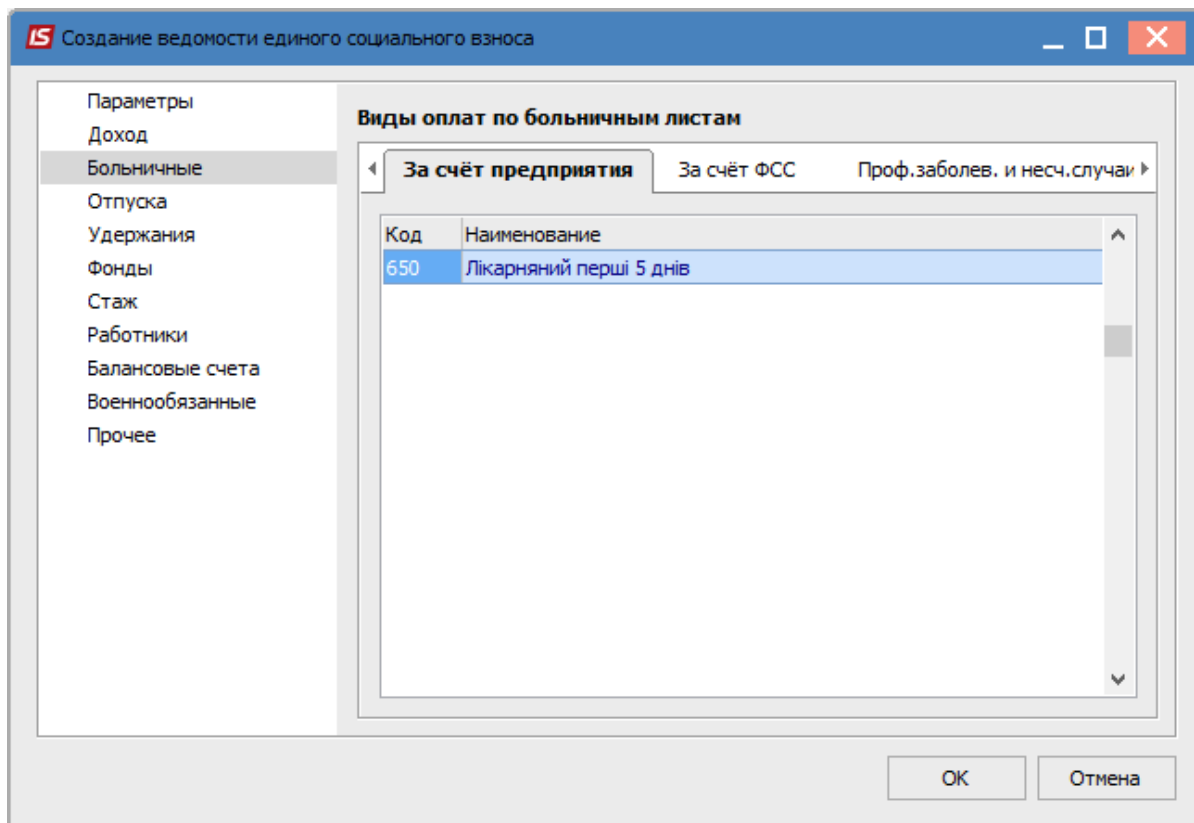 IS Создание ведомости единого социального взноса
Параметры
Доход
Больничные
Отпуска
Удержания
Фонды
Стаж
Работники
Балансовые счета
Военнообязанные
Прочее
Виды оплат по больничным листам
За счёт предприятия За счёт ФСС Проф.заболев. и несч.случаи
Код Наименование
650 Лікарняний перші 5 днів
OK Отмена